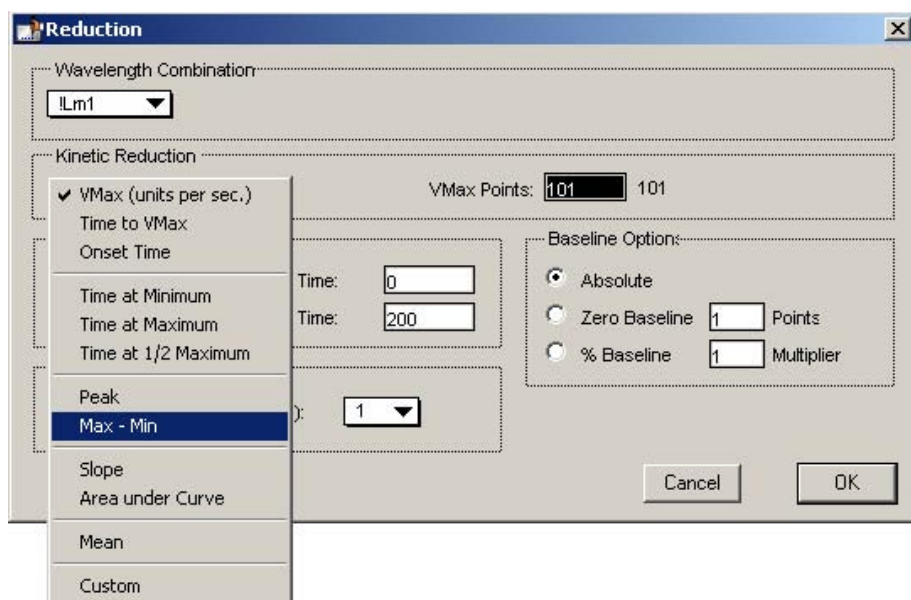 Reduction
Wavelength Combination
!Lm1
Kinetic Reduction
VMax (units per sec.)
VMax Points: 101 101
Time to VMax
Onset Time
Time at Minimum
Time at Maximum
Time at 1/2 Maximum
Time: 0
Time: 200
Baseline Options
Absolute
Zero Baseline 1 Points
% Baseline 1 Multiplier
Peak
Max - Min
): 1
Slope
Area under Curve
Mean
Custom
Cancel
OK